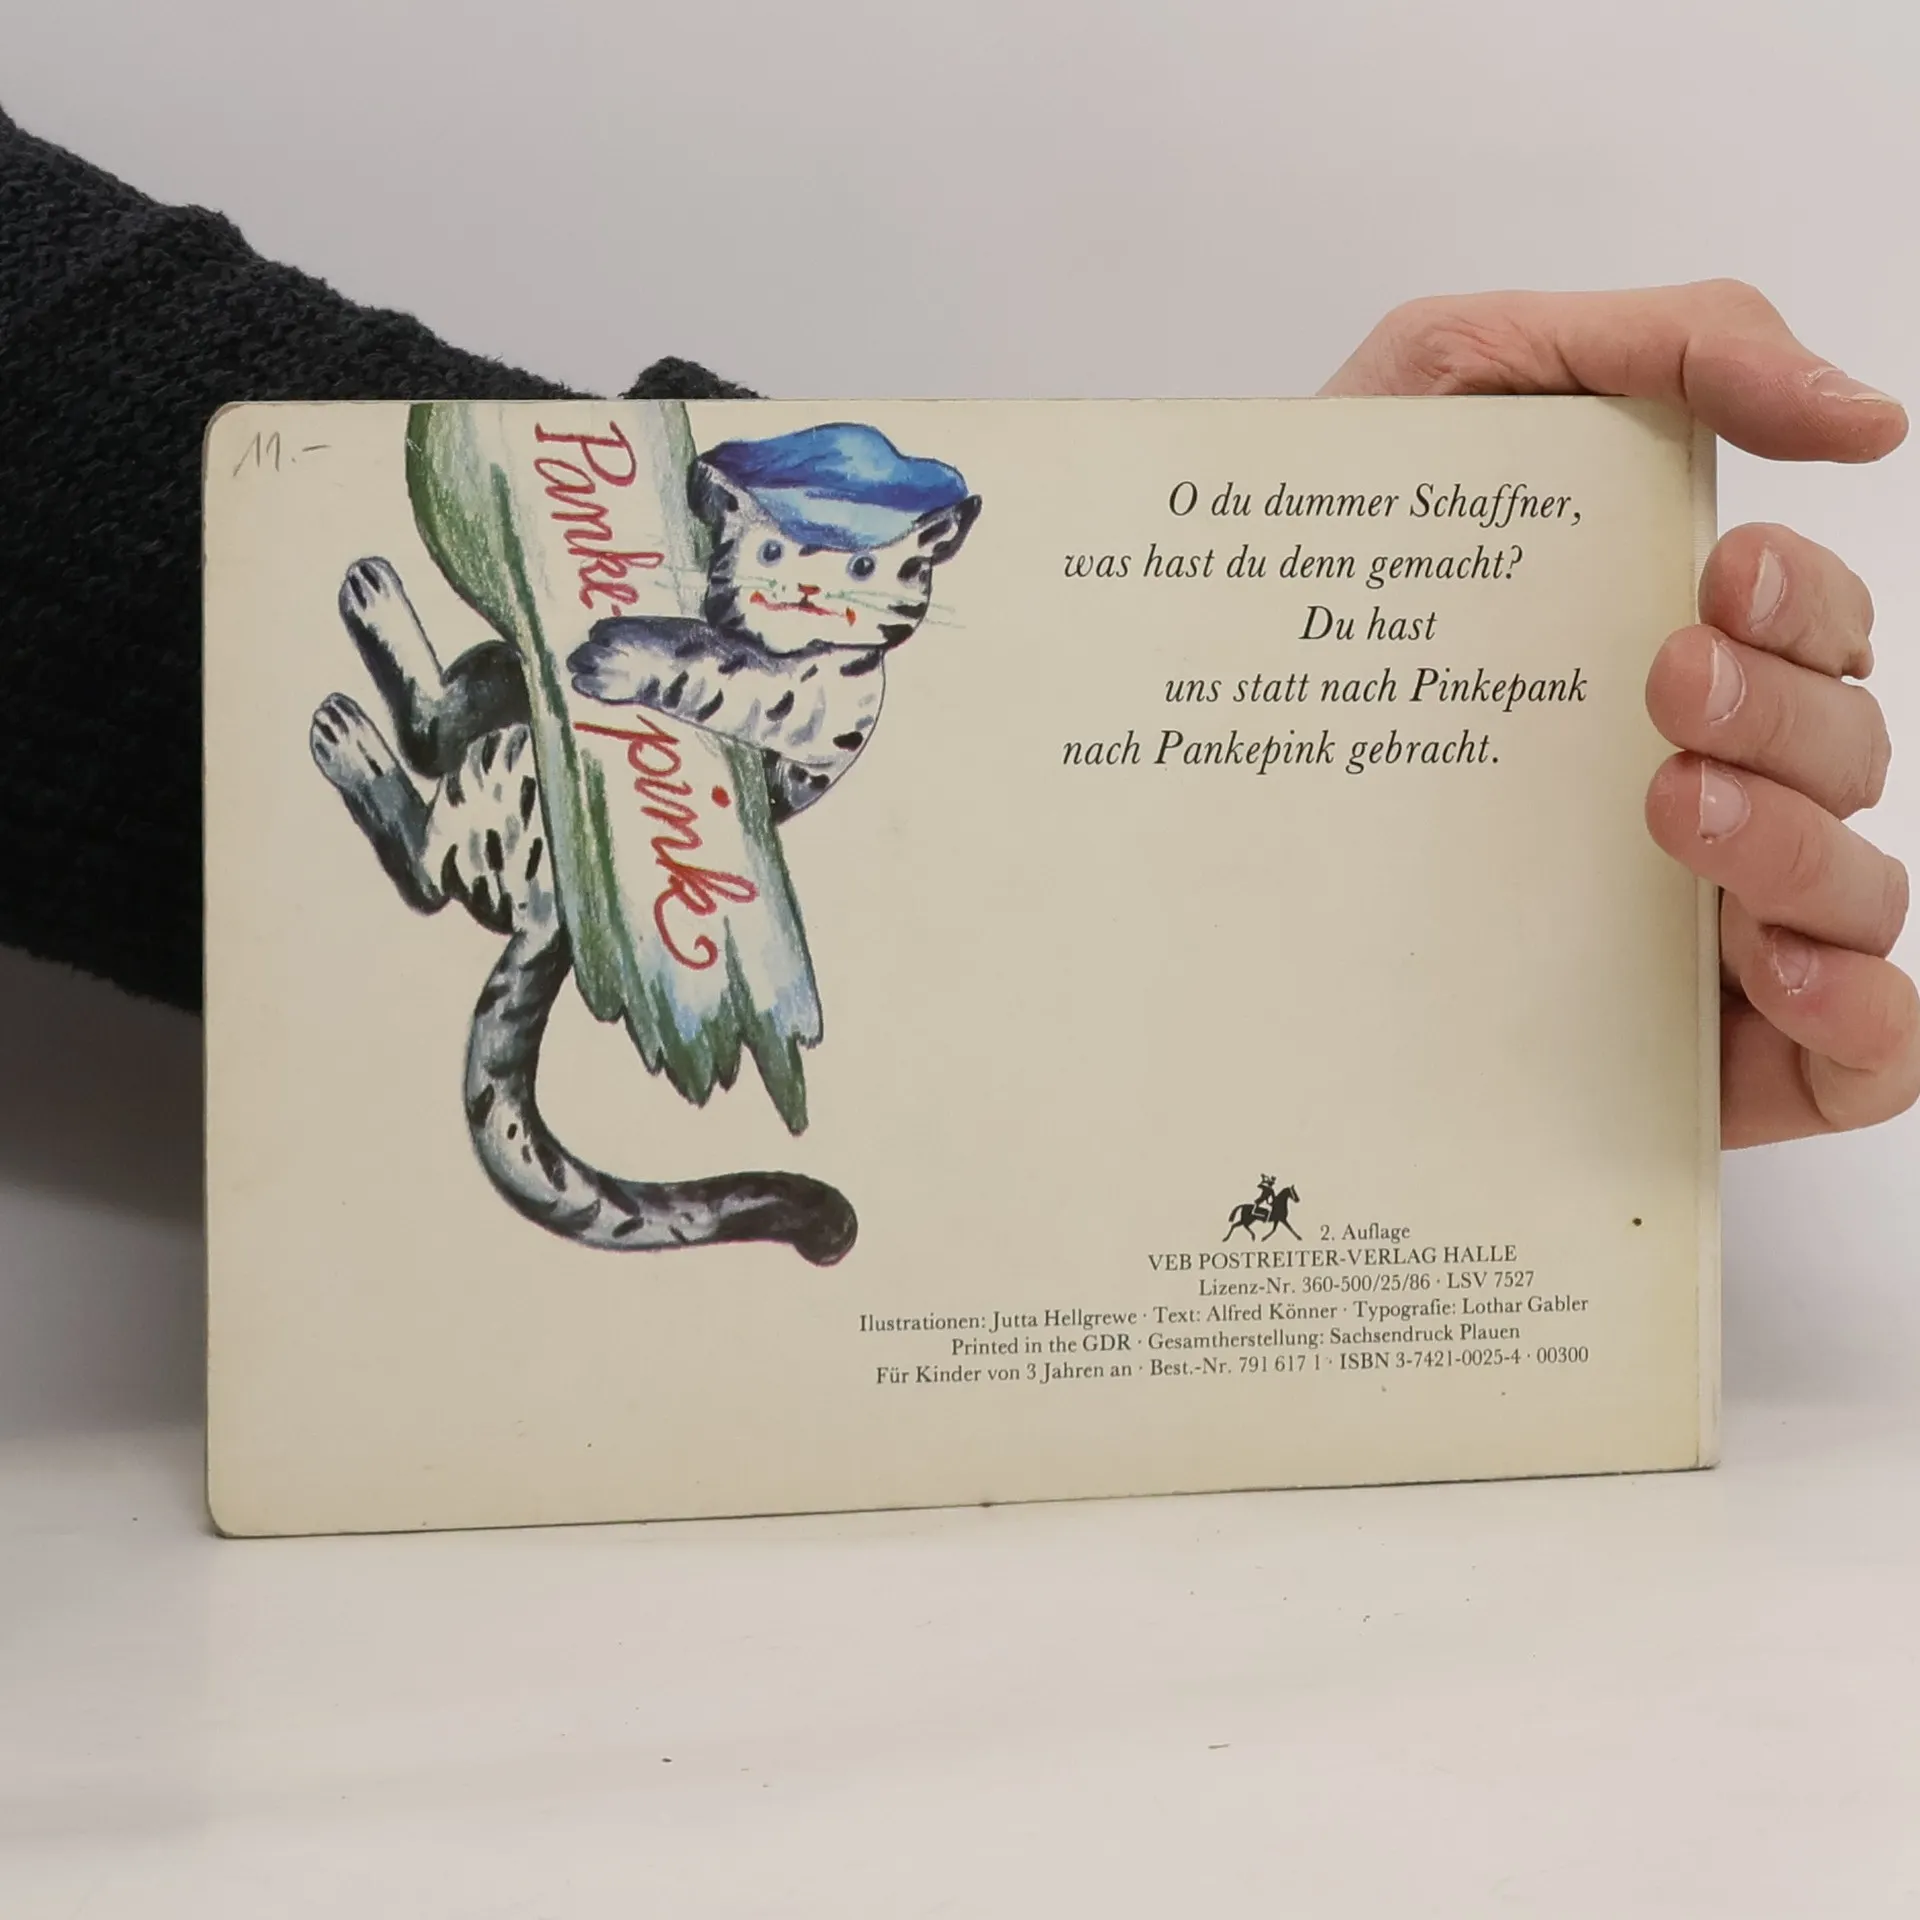 11.-
Panke-
pink
O du dummer Schaffner,
was hast du denn gemacht?
Du hast
uns statt nach Pinkepank
nach Pankepink gebracht.
2. Auflage
VEB POSTREITER-VERLAG HALLE
Lizenz-Nr. 360-500/25/86 · LSV 7527
Ilustrationen: Jutta Hellgrewe · Text: Alfred Könner · Typografie: Lothar Gabler
Printed in the GDR · Gesamtherstellung: Sachsendruck Plauen
Für Kinder von 3 Jahren an · Best.-Nr. 791 617 1 · ISBN 3-7421-0025-4 · 00300